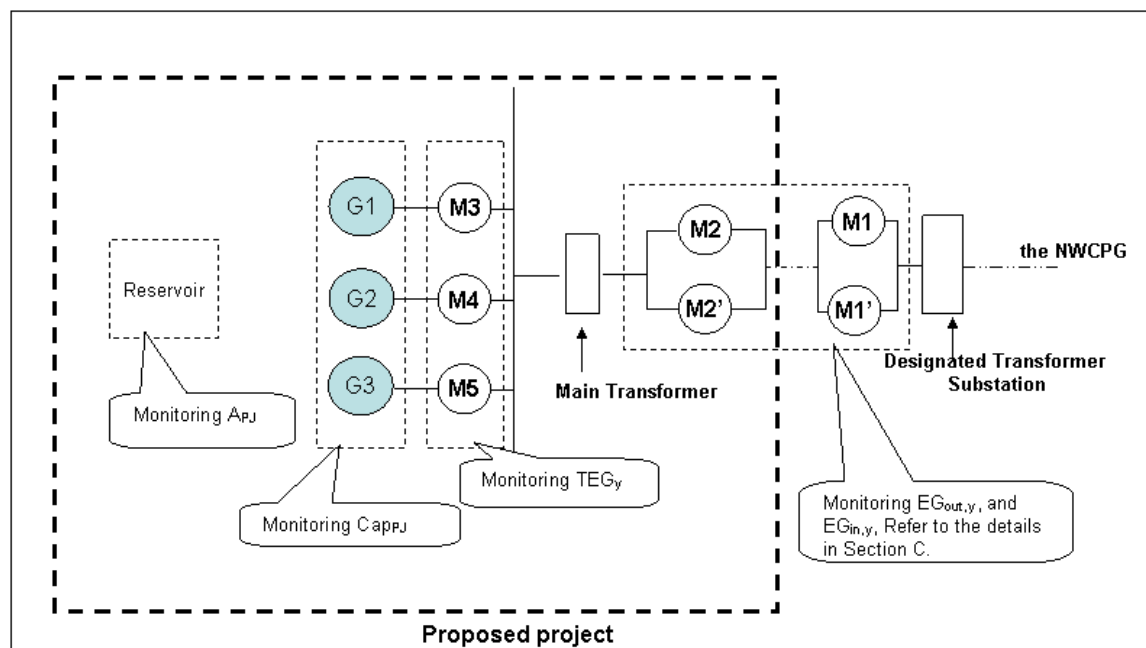 G1
M3
M2
M1
the NWCPG
Reservoir
G2
M4
M2’
M1’
G3
M5
Main Transformer
Designated Transformer
Substation
Monitoring APJ
Monitoring TEGy
Monitoring CapPJ
Monitoring EGout,y, and
EGin,y, Refer to the details
in Section C.
Proposed project